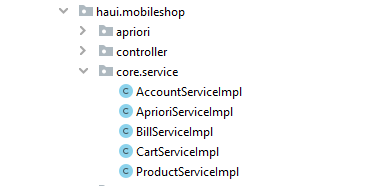 haui.mobileshop
apriori
controller
core.service
AccountServiceImpl
AprioriServiceImpl
BillServiceImpl
CartServiceImpl
ProductServiceImpl